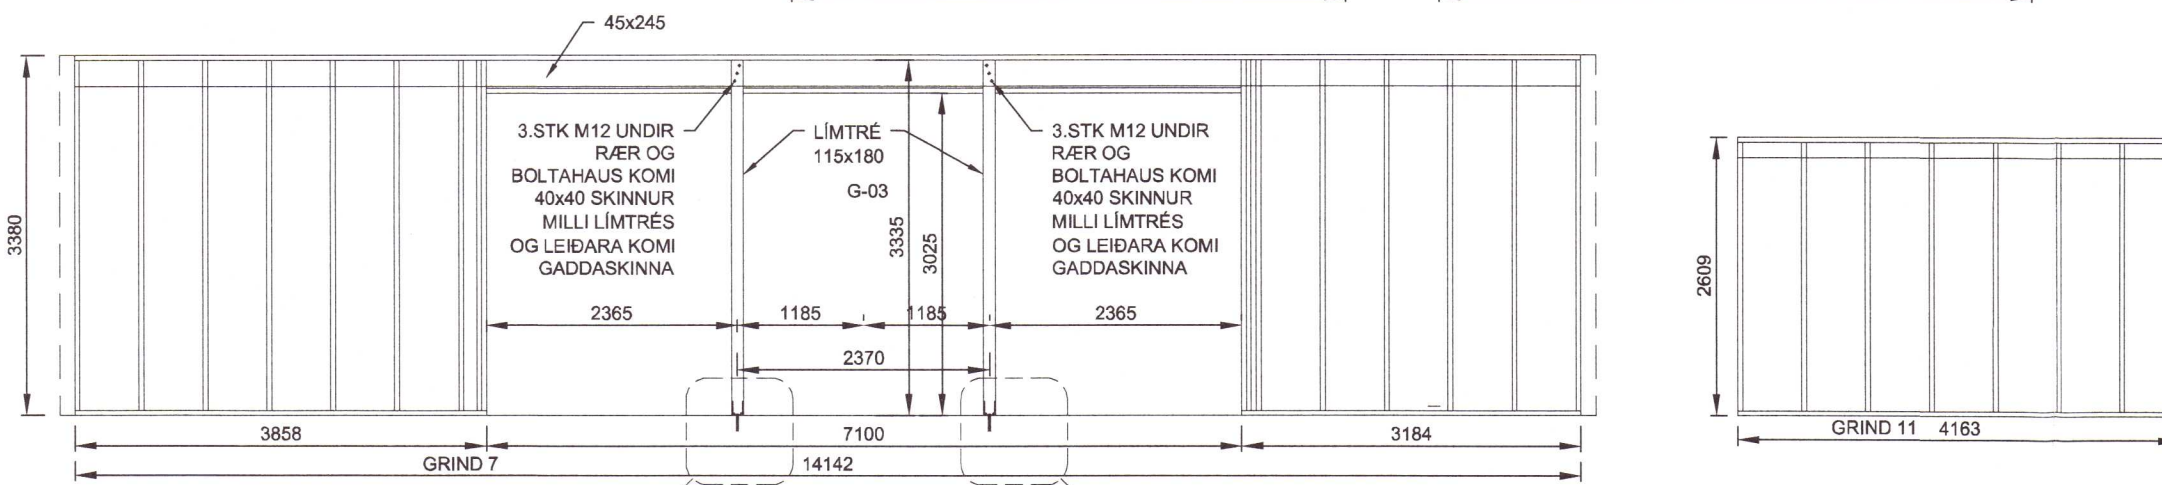 45x245
3380
3.STK M12 UNDIR
RÆR OG
BOLTAHAUS KOMI
40x40 SKINNUR
MILLI LÍMTRÉS
OG LEIÐARA KOMI
GADDASKINNA
LÍMTRÉ
115x180
G-03
3335
3025
3.STK M12 UNDIR
RÆR OG
BOLTAHAUS KOMI
40x40 SKINNUR
MILLI LÍMTRÉS
OG LEIÐARA KOMI
GADDASKINNA
2365
1185
1185
2365
2370
3858
7100
3184
GRIND 7
14142
2609
GRIND 11 4163